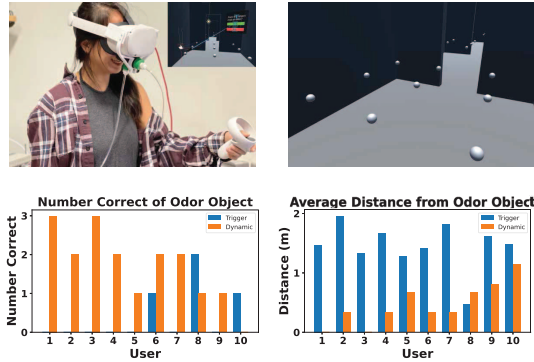 Number Correct of Odor Object
Trigger
Dynamic
Number Correct
3
2
1
0
1 2 3 4 5 6 7 8 9 10
User
Average Distance from Odor Object
Trigger
Dynamic
Distance (m)
2
1
0
1 2 3 4 5 6 7 8 9 10
User